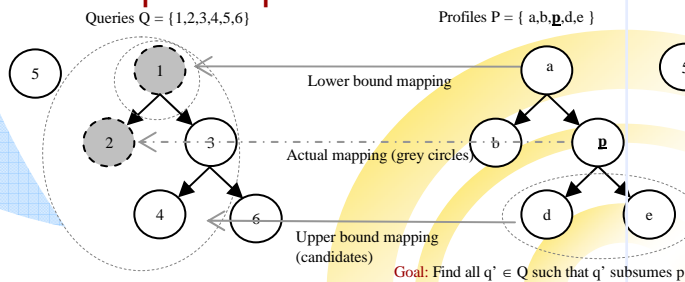 Queries Q = {1,2,3,4,5,6}
Profiles P = { a,b,p,d,e }
5
1
a
Lower bound mapping
2
3
b
p
Actual mapping (grey circles)
4
6
d
e
Upper bound mapping
(candidates)
Goal: Find all q' ∈ Q such that q' subsumes p